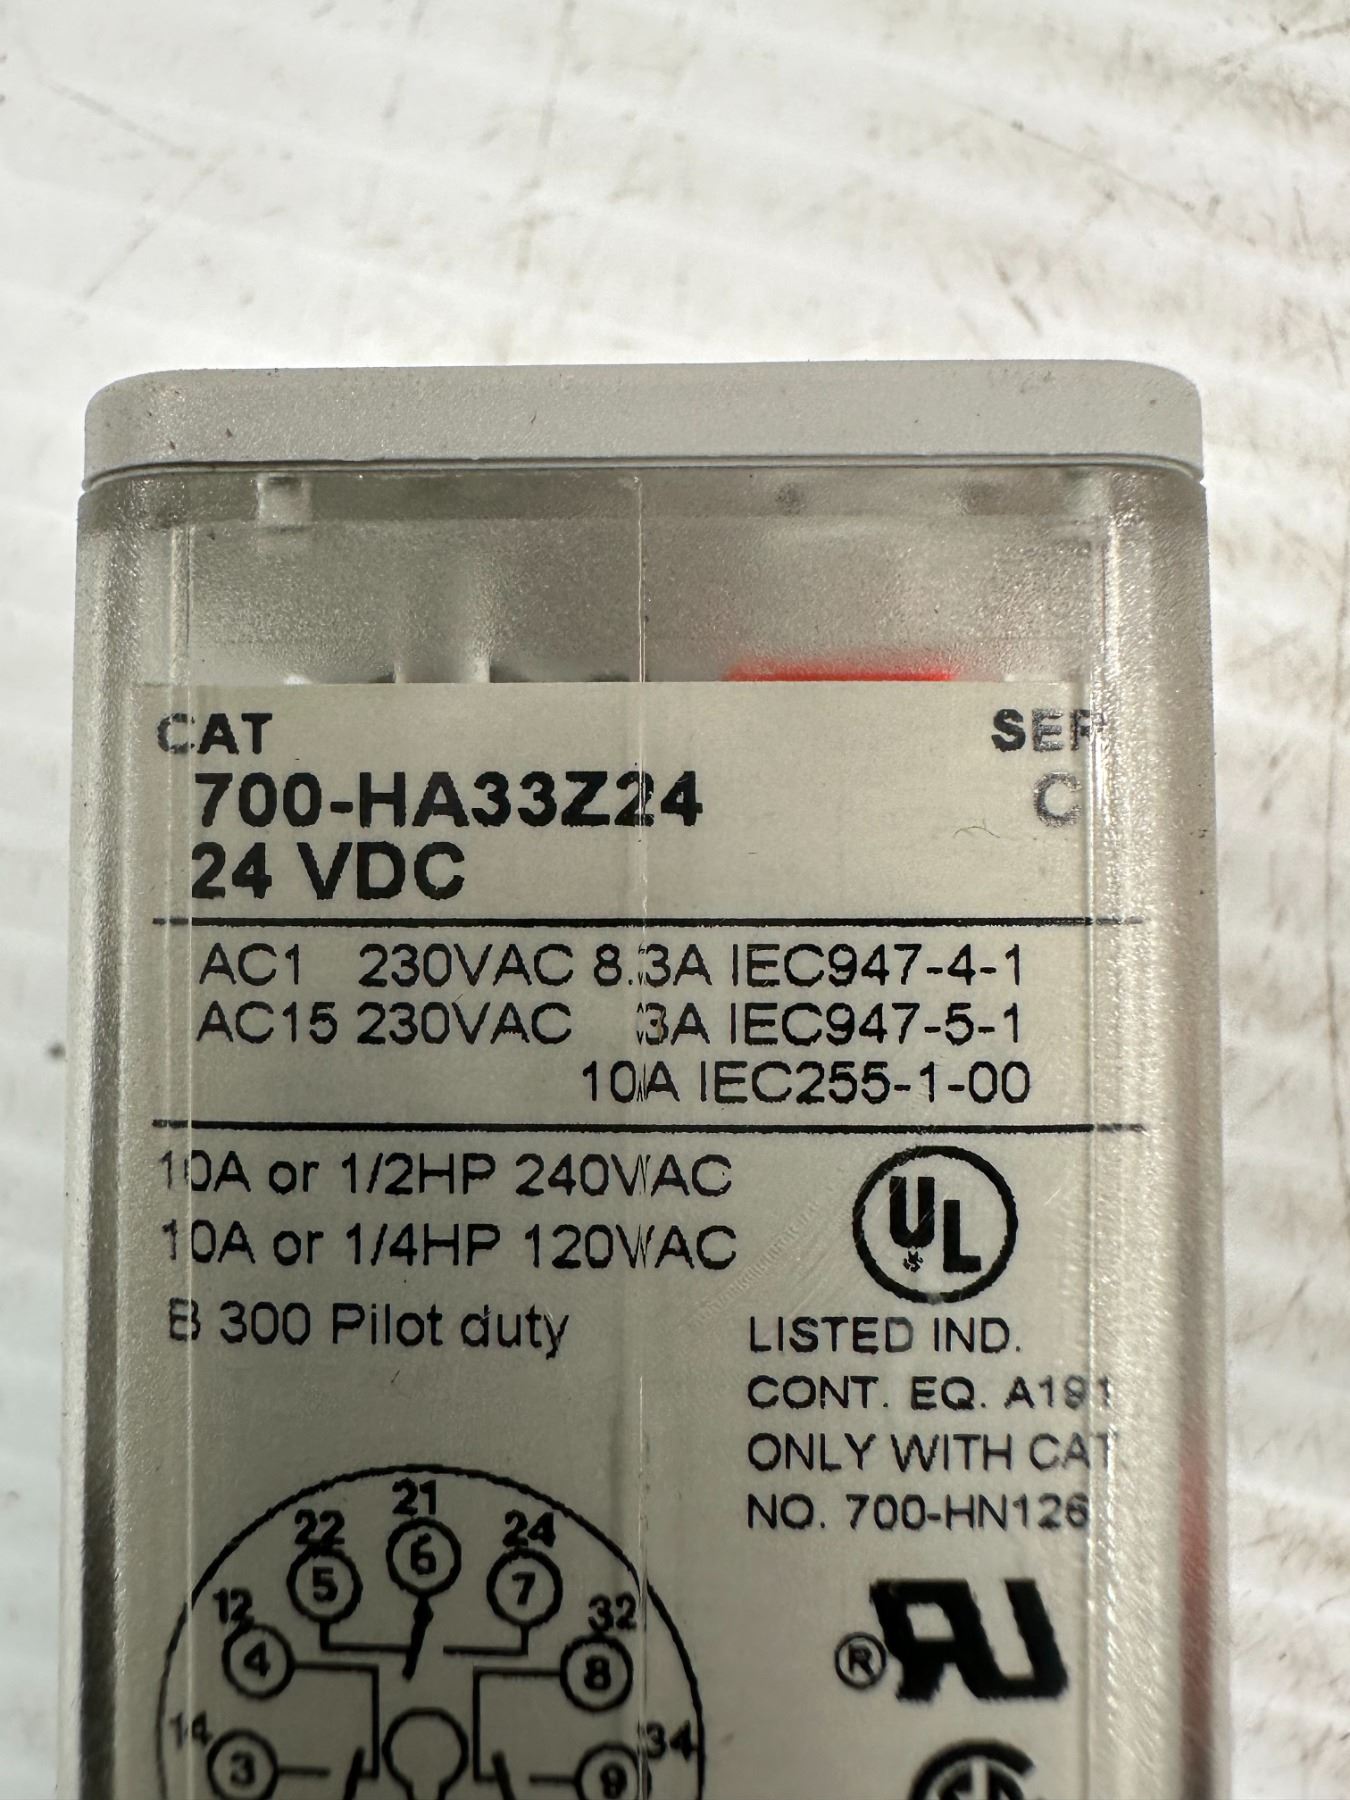 CAT SER
700-HA33Z24 C
24 VDC
AC1 230VAC 8.3A IEC947-4-1
AC15 230VAC 3A IEC947-5-1
10A IEC255-1-00
10A or 1/2HP 240VAC
10A or 1/4HP 120VAC
B 300 Pilot duty
UL
LISTED IND.
CONT. EQ. A191
ONLY WITH CAT.
NO. 700-HN126
21
22 24
6
5 7
12 32
4 8
®
14 34
3 9